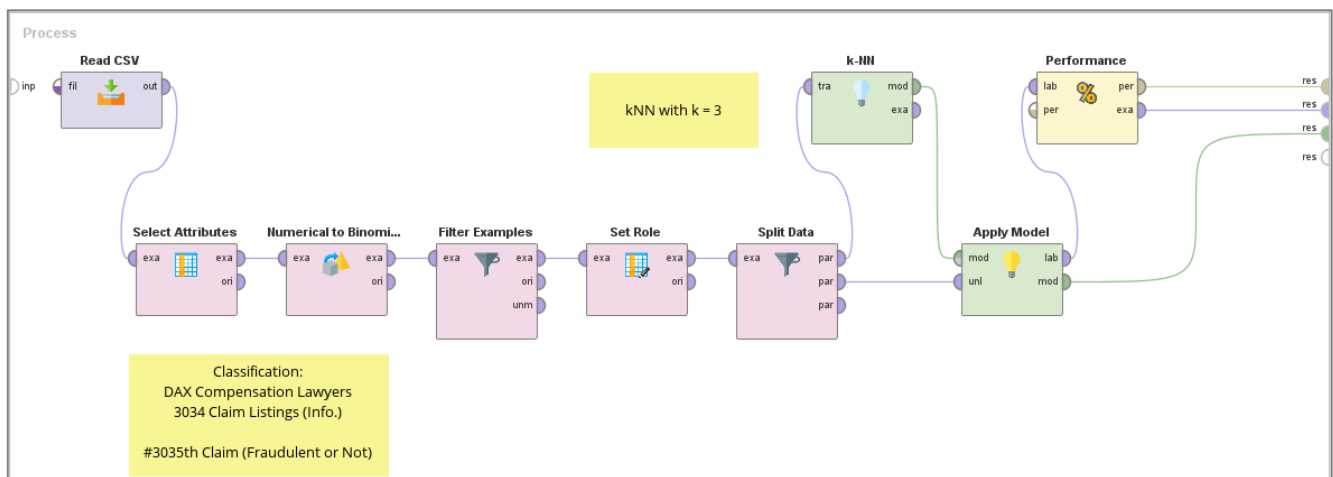 Process
Read CSV
inp
fil
out
kNN with k = 3
k-NN
tra
mod
exa
Performance
lab
per
per
exa
res
res
res
res
Select Attributes
exa
exa
ori
Numerical to Binomi...
exa
exa
ori
Filter Examples
exa
exa
ori
unm
Set Role
exa
exa
ori
Split Data
exa
par
par
par
Apply Model
mod
lab
unl
mod
Classification:
DAX Compensation Lawyers
3034 Claim Listings (Info.)
#3035th Claim (Fraudulent or Not)